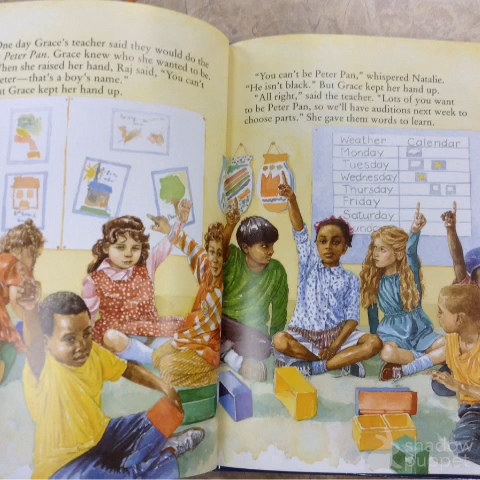 One day Grace's teacher said they would do the
Peter Pan. Grace knew who she wanted to be.
When she raised her hand, Raj said, "You can't
Peter—that's a boy's name."
But Grace kept her hand up.
"You can't be Peter Pan," whispered Natalie.
"He isn't black." But Grace kept her hand up.
"All right," said the teacher. "Lots of you want
to be Peter Pan, so we'll have auditions next week to
choose parts." She gave them words to learn.
Weather Calendar
Monday
Tuesday
Wednesday
Thursday
Friday
Saturday
Sunday
shadow
puppet